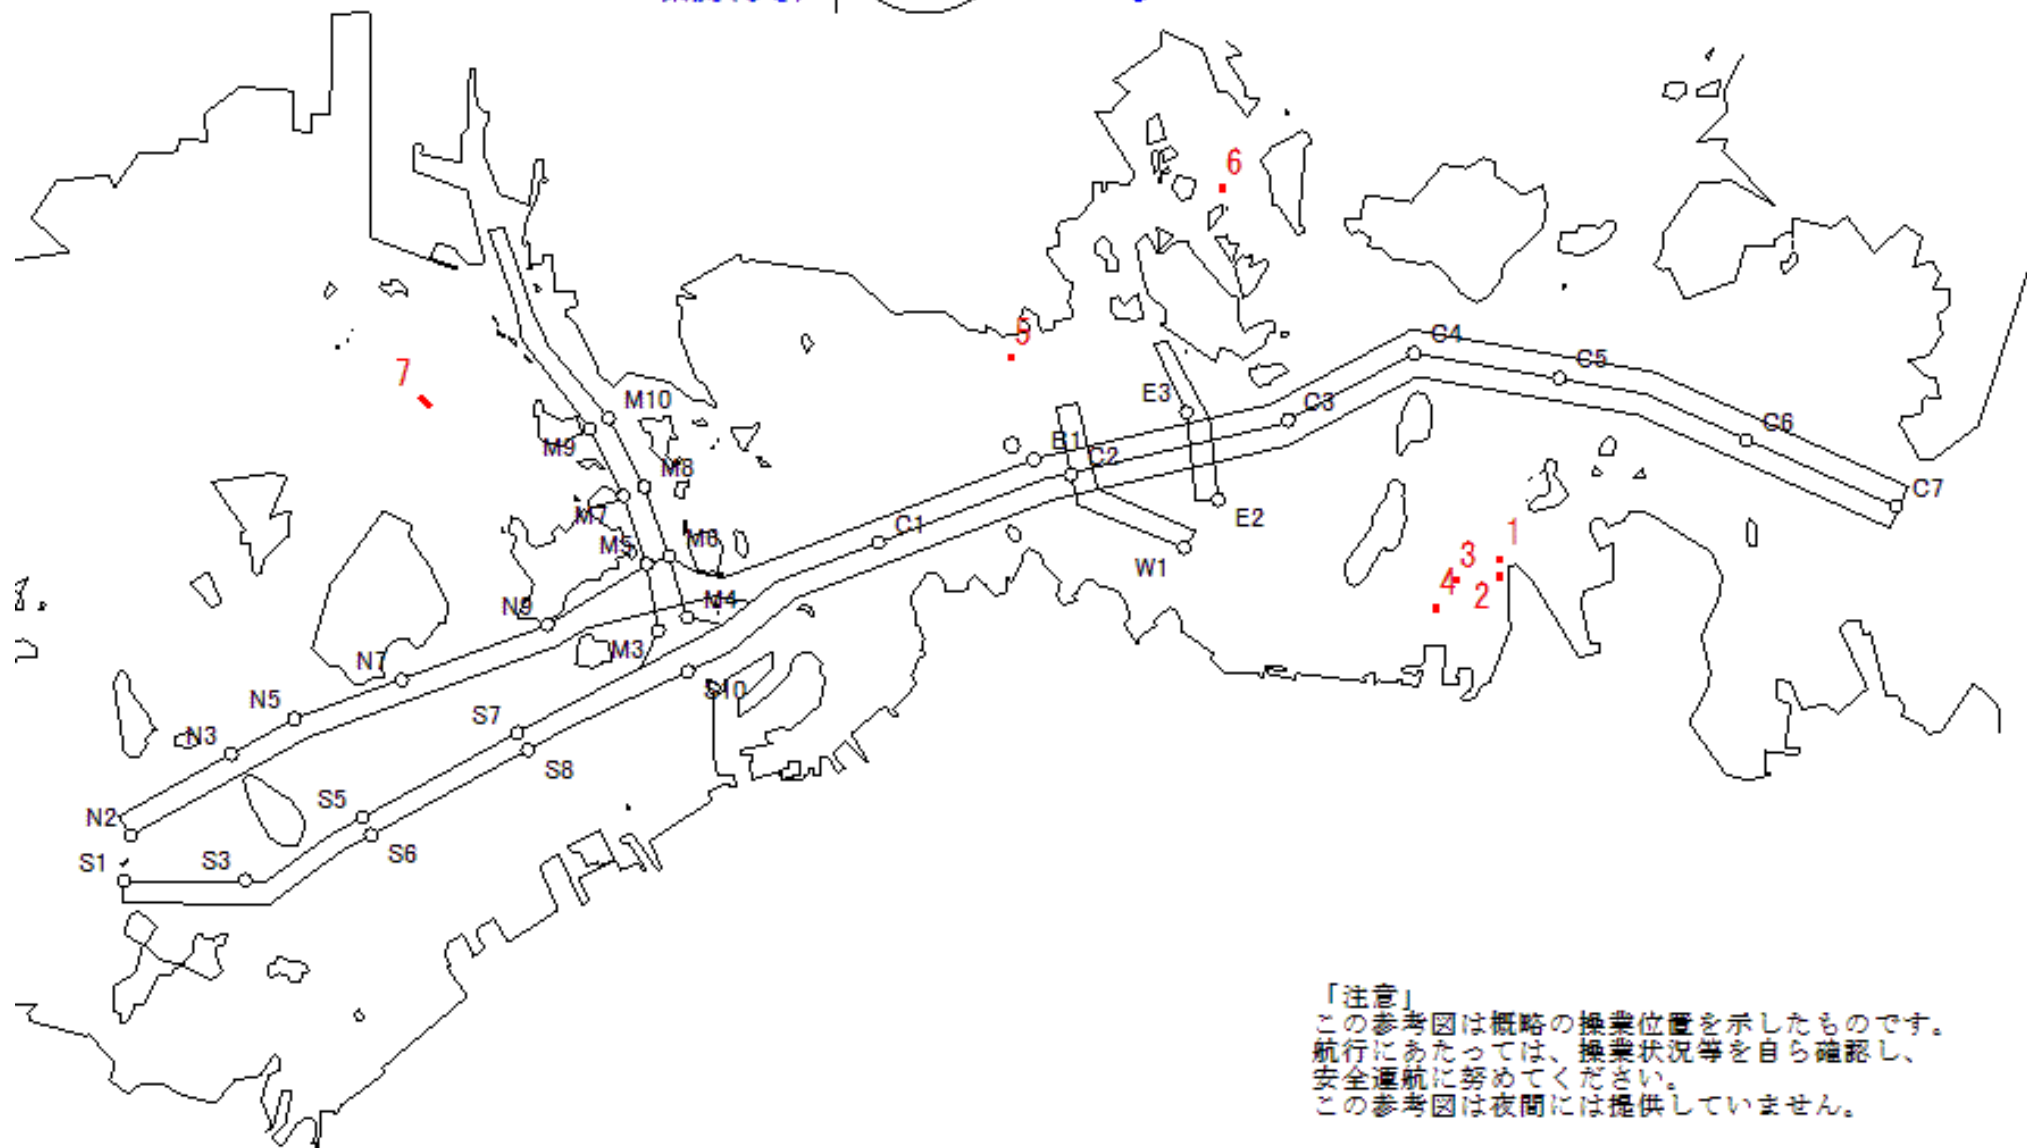 6
5
7
C4
C5
M10
E3
C3
C6
M9
B1
M8
C2
C7
M7
E2
C1
M6
M5
W1
1
3
4
2
N9
M4
M3
N7
S10
N5
S7
N3
S8
S5
N2
S6
S1
S3
「注意」
この参考図は概略の操業位置を示したものです。
航行にあたっては、操業状況等を自ら確認し、
安全運航に努めてください。
この参考図は夜間には提供していません。